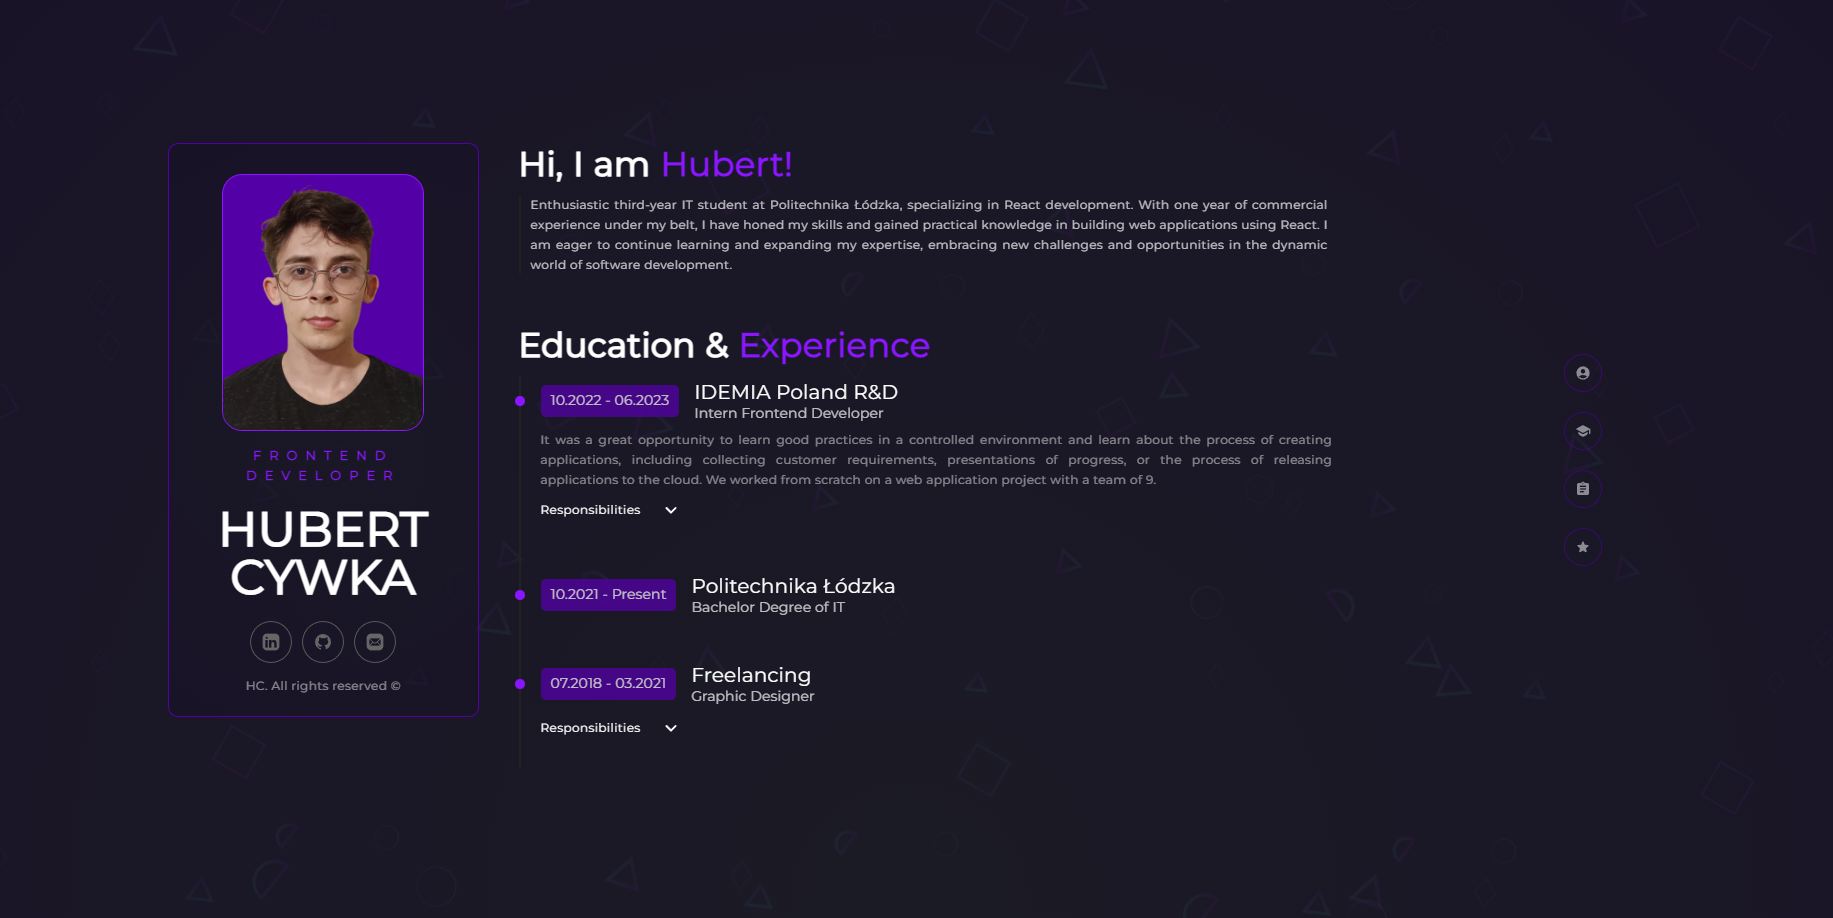 FRONTEND
DEVELOPER
HUBERT
CYWKA
HC. All rights reserved ©
Hi, I am Hubert!
Enthusiastic third-year IT student at Politechnika Łódzka, specializing in React development. With one year of commercial
experience under my belt, I have honed my skills and gained practical knowledge in building web applications using React. I
am eager to continue learning and expanding my expertise, embracing new challenges and opportunities in the dynamic
world of software development.
Education & Experience
10.2022 - 06.2023
IDEMIA Poland R&D
Intern Frontend Developer
It was a great opportunity to learn good practices in a controlled environment and learn about the process of creating
applications, including collecting customer requirements, presentations of progress, or the process of releasing
applications to the cloud. We worked from scratch on a web application project with a team of 9.
Responsibilities
10.2021 - Present
Politechnika Łódzka
Bachelor Degree of IT
07.2018 - 03.2021
Freelancing
Graphic Designer
Responsibilities